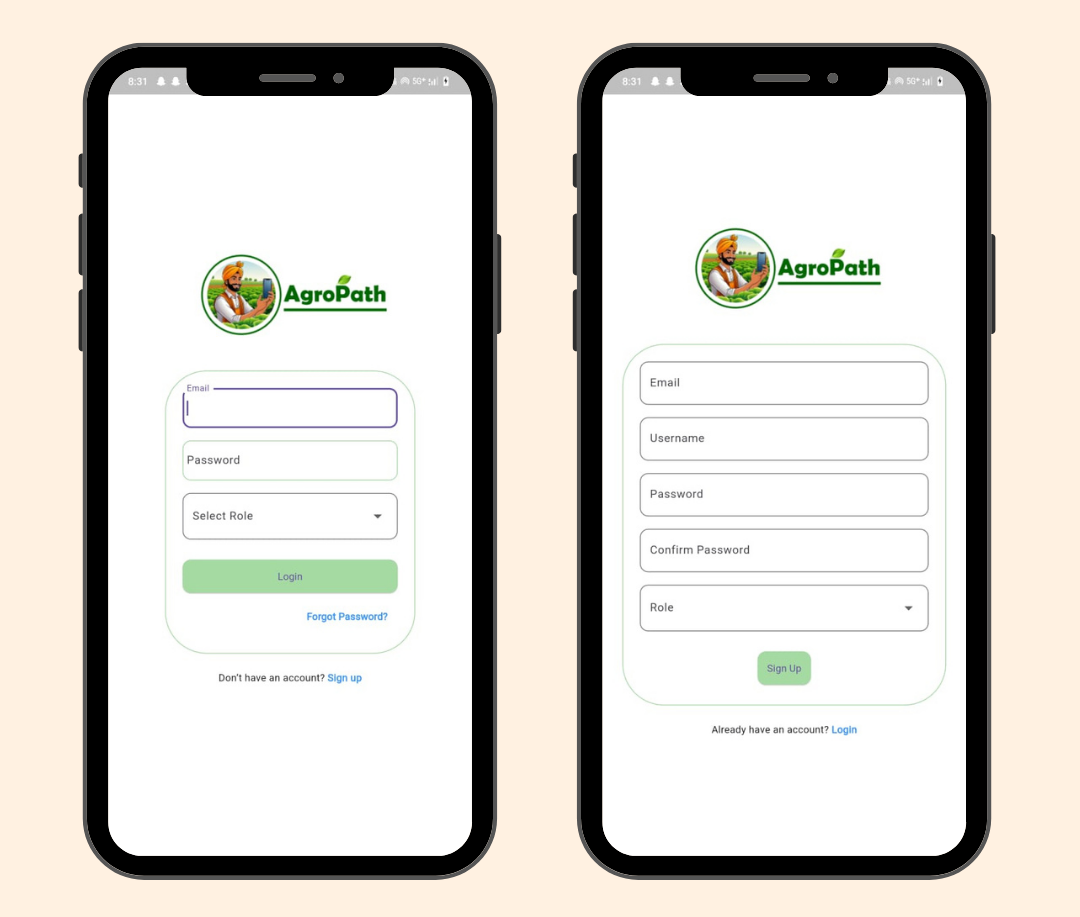 8:31
5G+
AgroPath
Email
Password
Select Role
Login
Forgot Password?
Don't have an account? Sign up
8:31
5G+
AgroPath
Email
Username
Password
Confirm Password
Role
Sign Up
Already have an account? Login